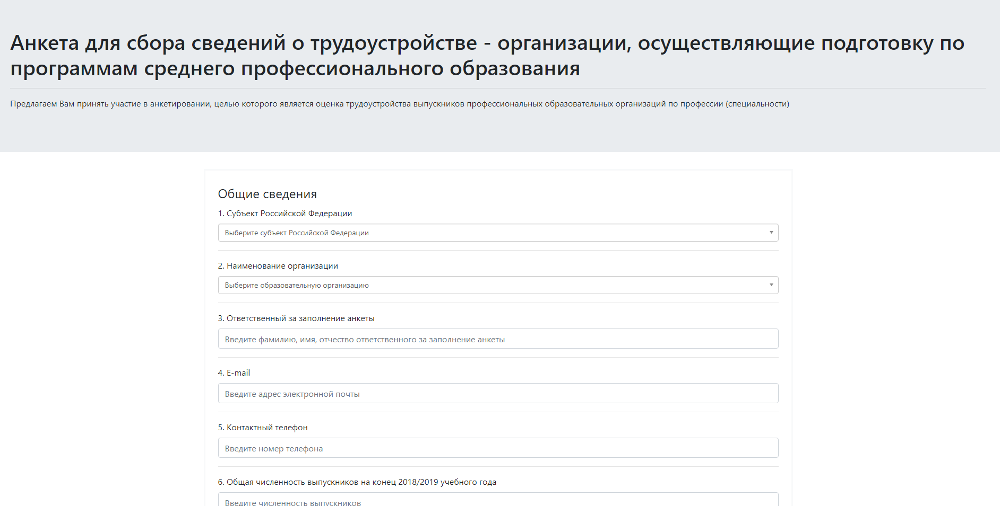 Анкета для сбора сведений о трудоустройстве - организации, осуществляющие подготовку по
программам среднего профессионального образования
Предлагаем Вам принять участие в анкетировании, целью которого является оценка трудоустройства выпускников профессиональных образовательных организаций по профессии (специальности)
Общие сведения
1. Субъект Российской Федерации
Выберите субъект Российской Федерации
2. Наименование организации
Выберите образовательную организацию
3. Ответственный за заполнение анкеты
Введите фамилию, имя, отчество ответственного за заполнение анкеты
4. E-mail
Введите адрес электронной почты
5. Контактный телефон
Введите номер телефона
6. Общая численность выпускников на конец 2018/2019 учебного года
Введите численность выпускников